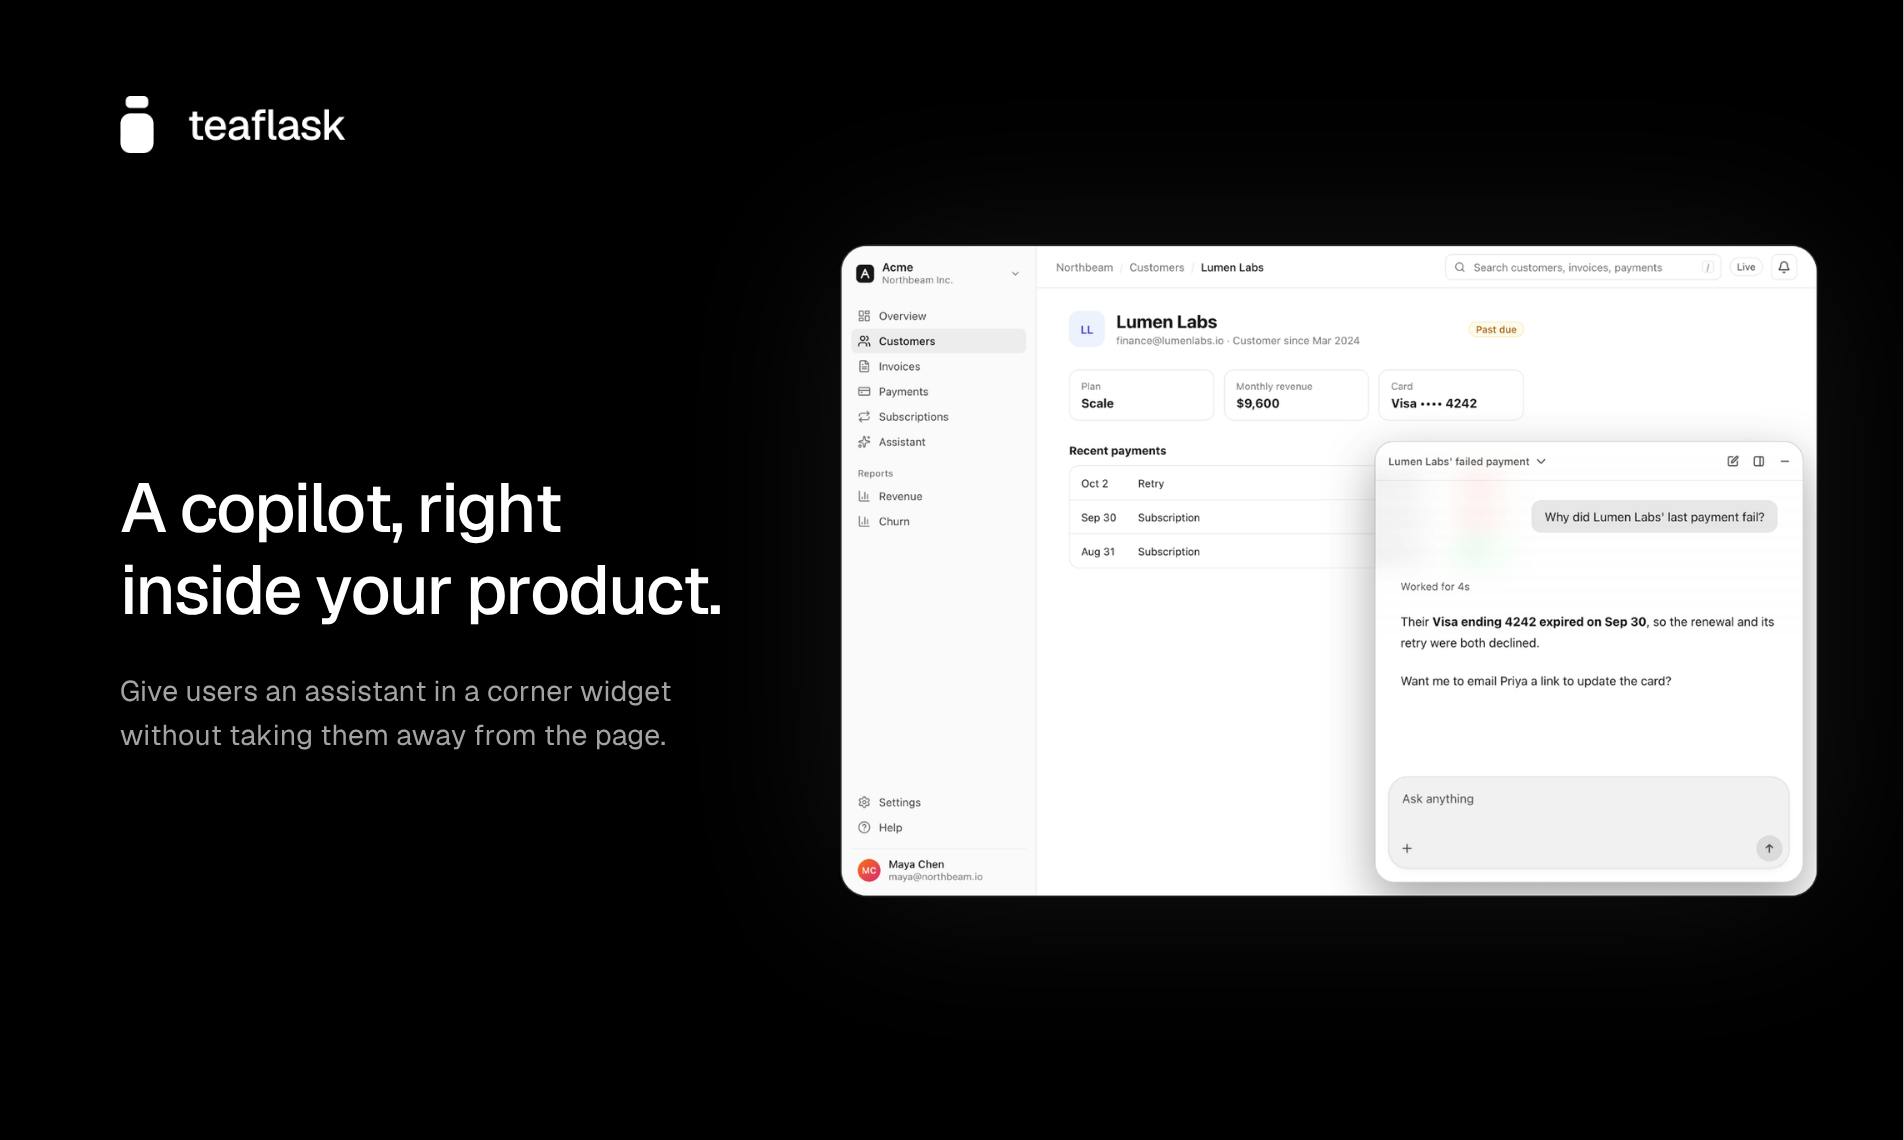 teaflask
A copilot, right
inside your product.
Give users an assistant in a corner widget
without taking them away from the page.
A
Acme
Northbeam Inc.
Overview
Customers
Invoices
Payments
Subscriptions
Assistant
Reports
Revenue
Churn
Settings
Help
MC
Maya Chen
maya@northbeam.io
Northbeam / Customers / Lumen Labs
Search customers, invoices, payments /
Live
LL
Lumen Labs
finance@lumenlabs.io · Customer since Mar 2024
Past due
Plan
Scale
Monthly revenue
$9,600
Card
Visa •••• 4242
Recent payments
Oct 2 Retry
Sep 30 Subscription
Aug 31 Subscription
Lumen Labs' failed payment
Why did Lumen Labs' last payment fail?
Worked for 4s
Their Visa ending 4242 expired on Sep 30, so the renewal and its
retry were both declined.
Want me to email Priya a link to update the card?
Ask anything